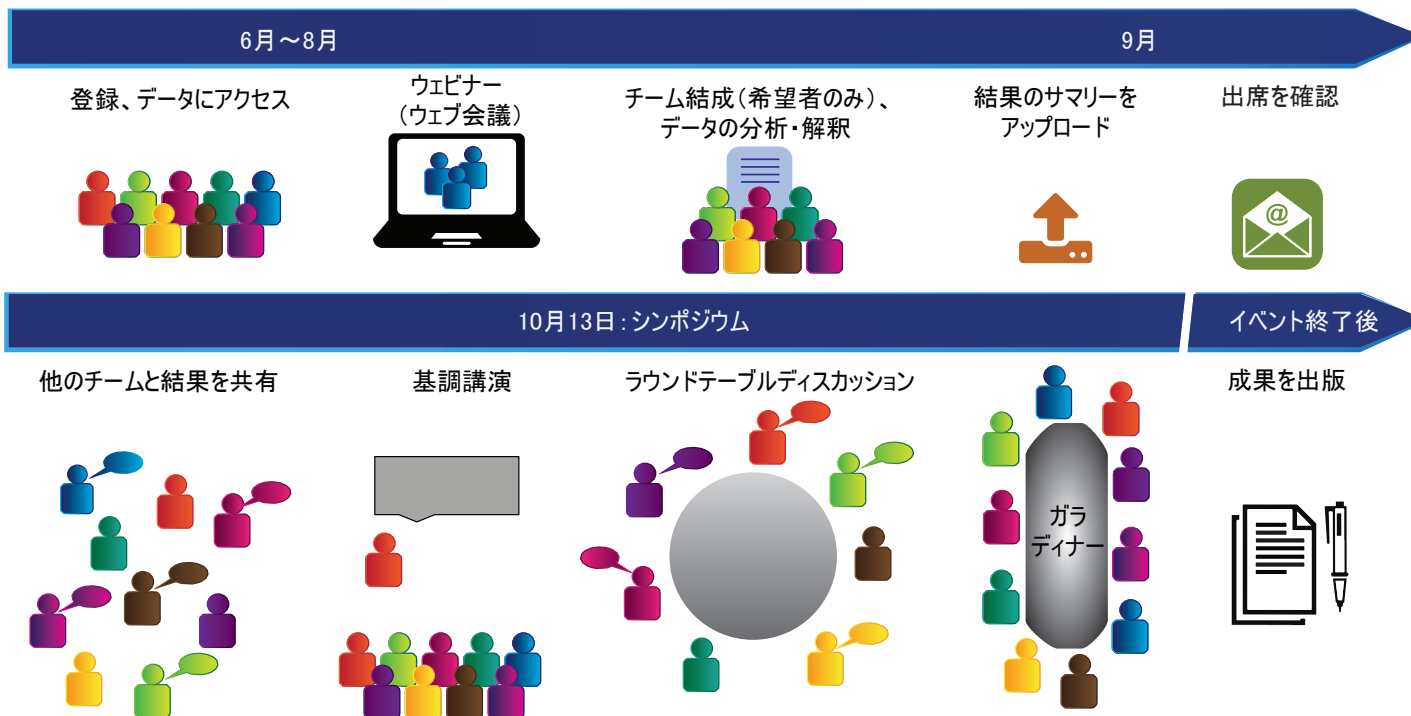 6月～8月
9月
登録、データにアクセス
ウェビナー
（ウェブ会議）
チーム結成（希望者のみ）、
データの分析・解釈
結果のサマリーを
アップロード
出席を確認
@
10月13日：シンポジウム
イベント終了後
他のチームと結果を共有
基調講演
ラウンドテーブルディスカッション
ガラ
ディナー
成果を出版